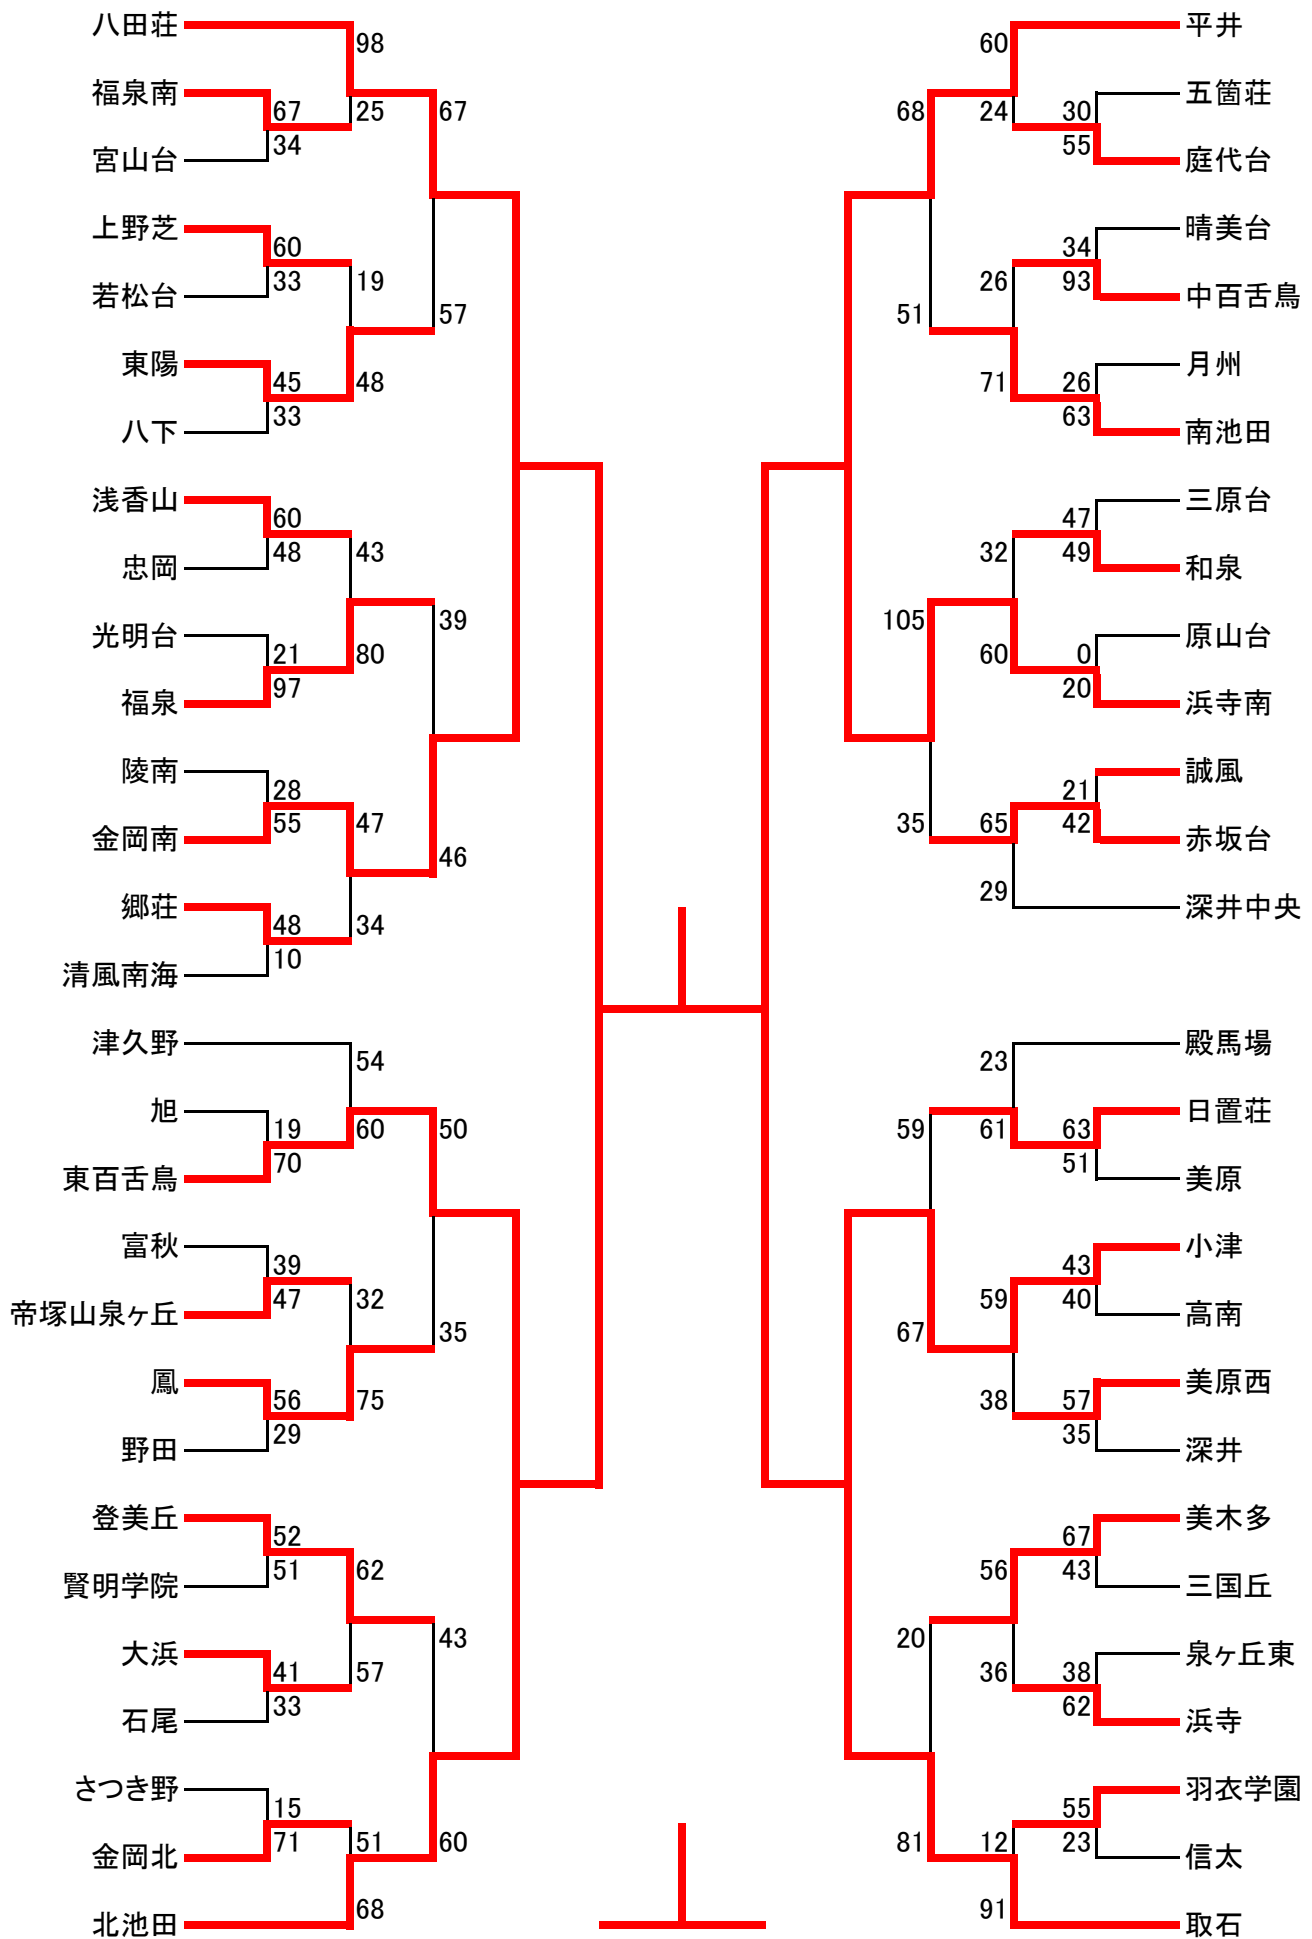 八田荘
98
福泉南
67
25
67
宮山台
34
上野芝
60
若松台
33
19
57
東陽
45
48
八下
33
浅香山
60
忠岡
48
43
39
光明台
21
80
福泉
97
陵南
28
金岡南
55
47
46
郷荘
48
34
清風南海
10
津久野
54
旭
19
60
50
東百舌鳥
70
富秋
39
帝塚山泉ヶ丘
47
32
35
鳳
56
75
野田
29
登美丘
52
賢明学院
51
62
43
大浜
41
57
石尾
33
さつき野
15
金岡北
71
51
60
北池田
68
平井
60
五箇荘
68
24
30
庭代台
55
晴美台
34
中百舌鳥
26
93
51
月州
71
26
南池田
63
三原台
47
和泉
32
49
105
原山台
60
0
浜寺南
20
誠風
21
赤坂台
35
65
42
深井中央
29
殿馬場
23
日置荘
59
61
63
美原
51
小津
43
高南
59
40
67
美原西
38
57
深井
35
美木多
67
三国丘
56
43
20
泉ヶ丘東
36
38
浜寺
62
羽衣学園
55
信太
81
12
23
取石
91